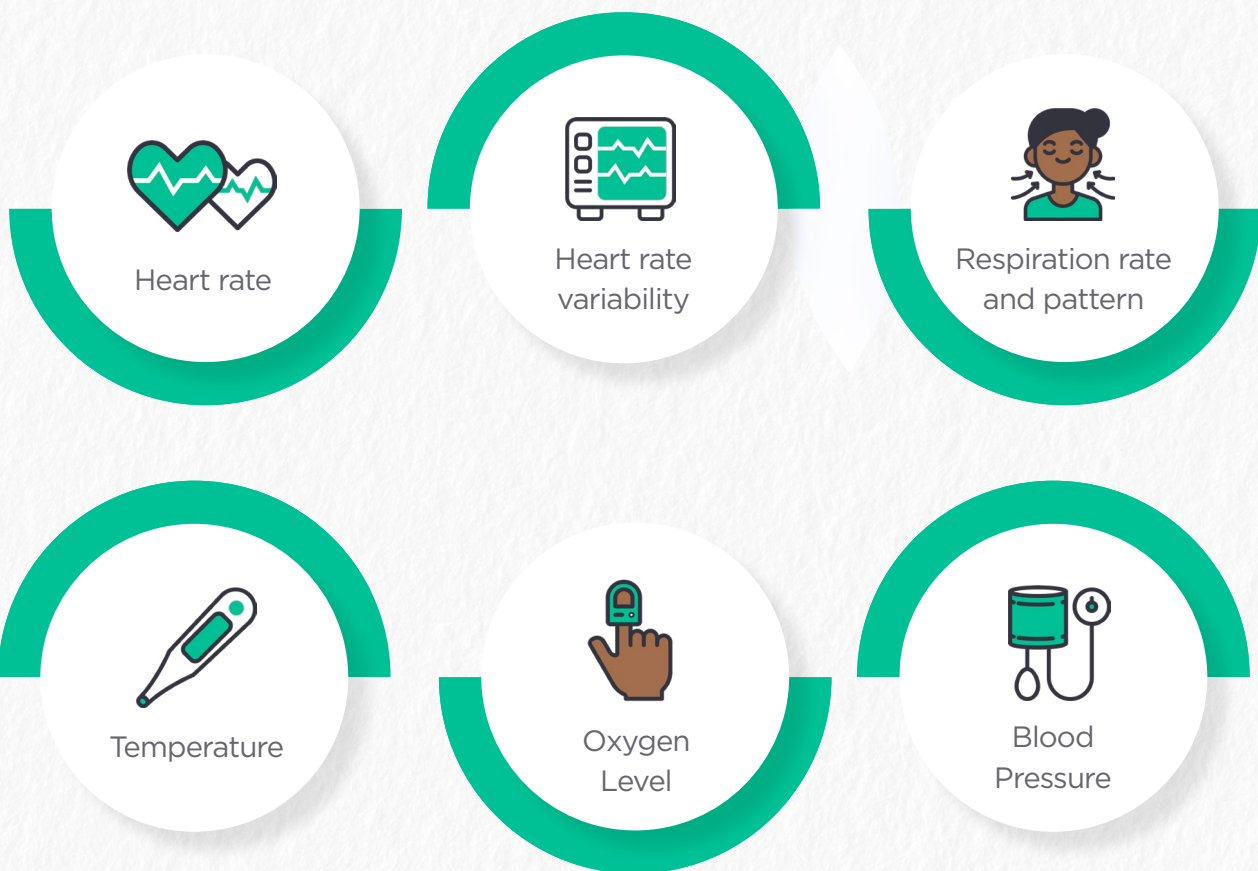 Heart rate
Heart rate
variability
Respiration rate
and pattern
Temperature
Oxygen
Level
Blood
Pressure